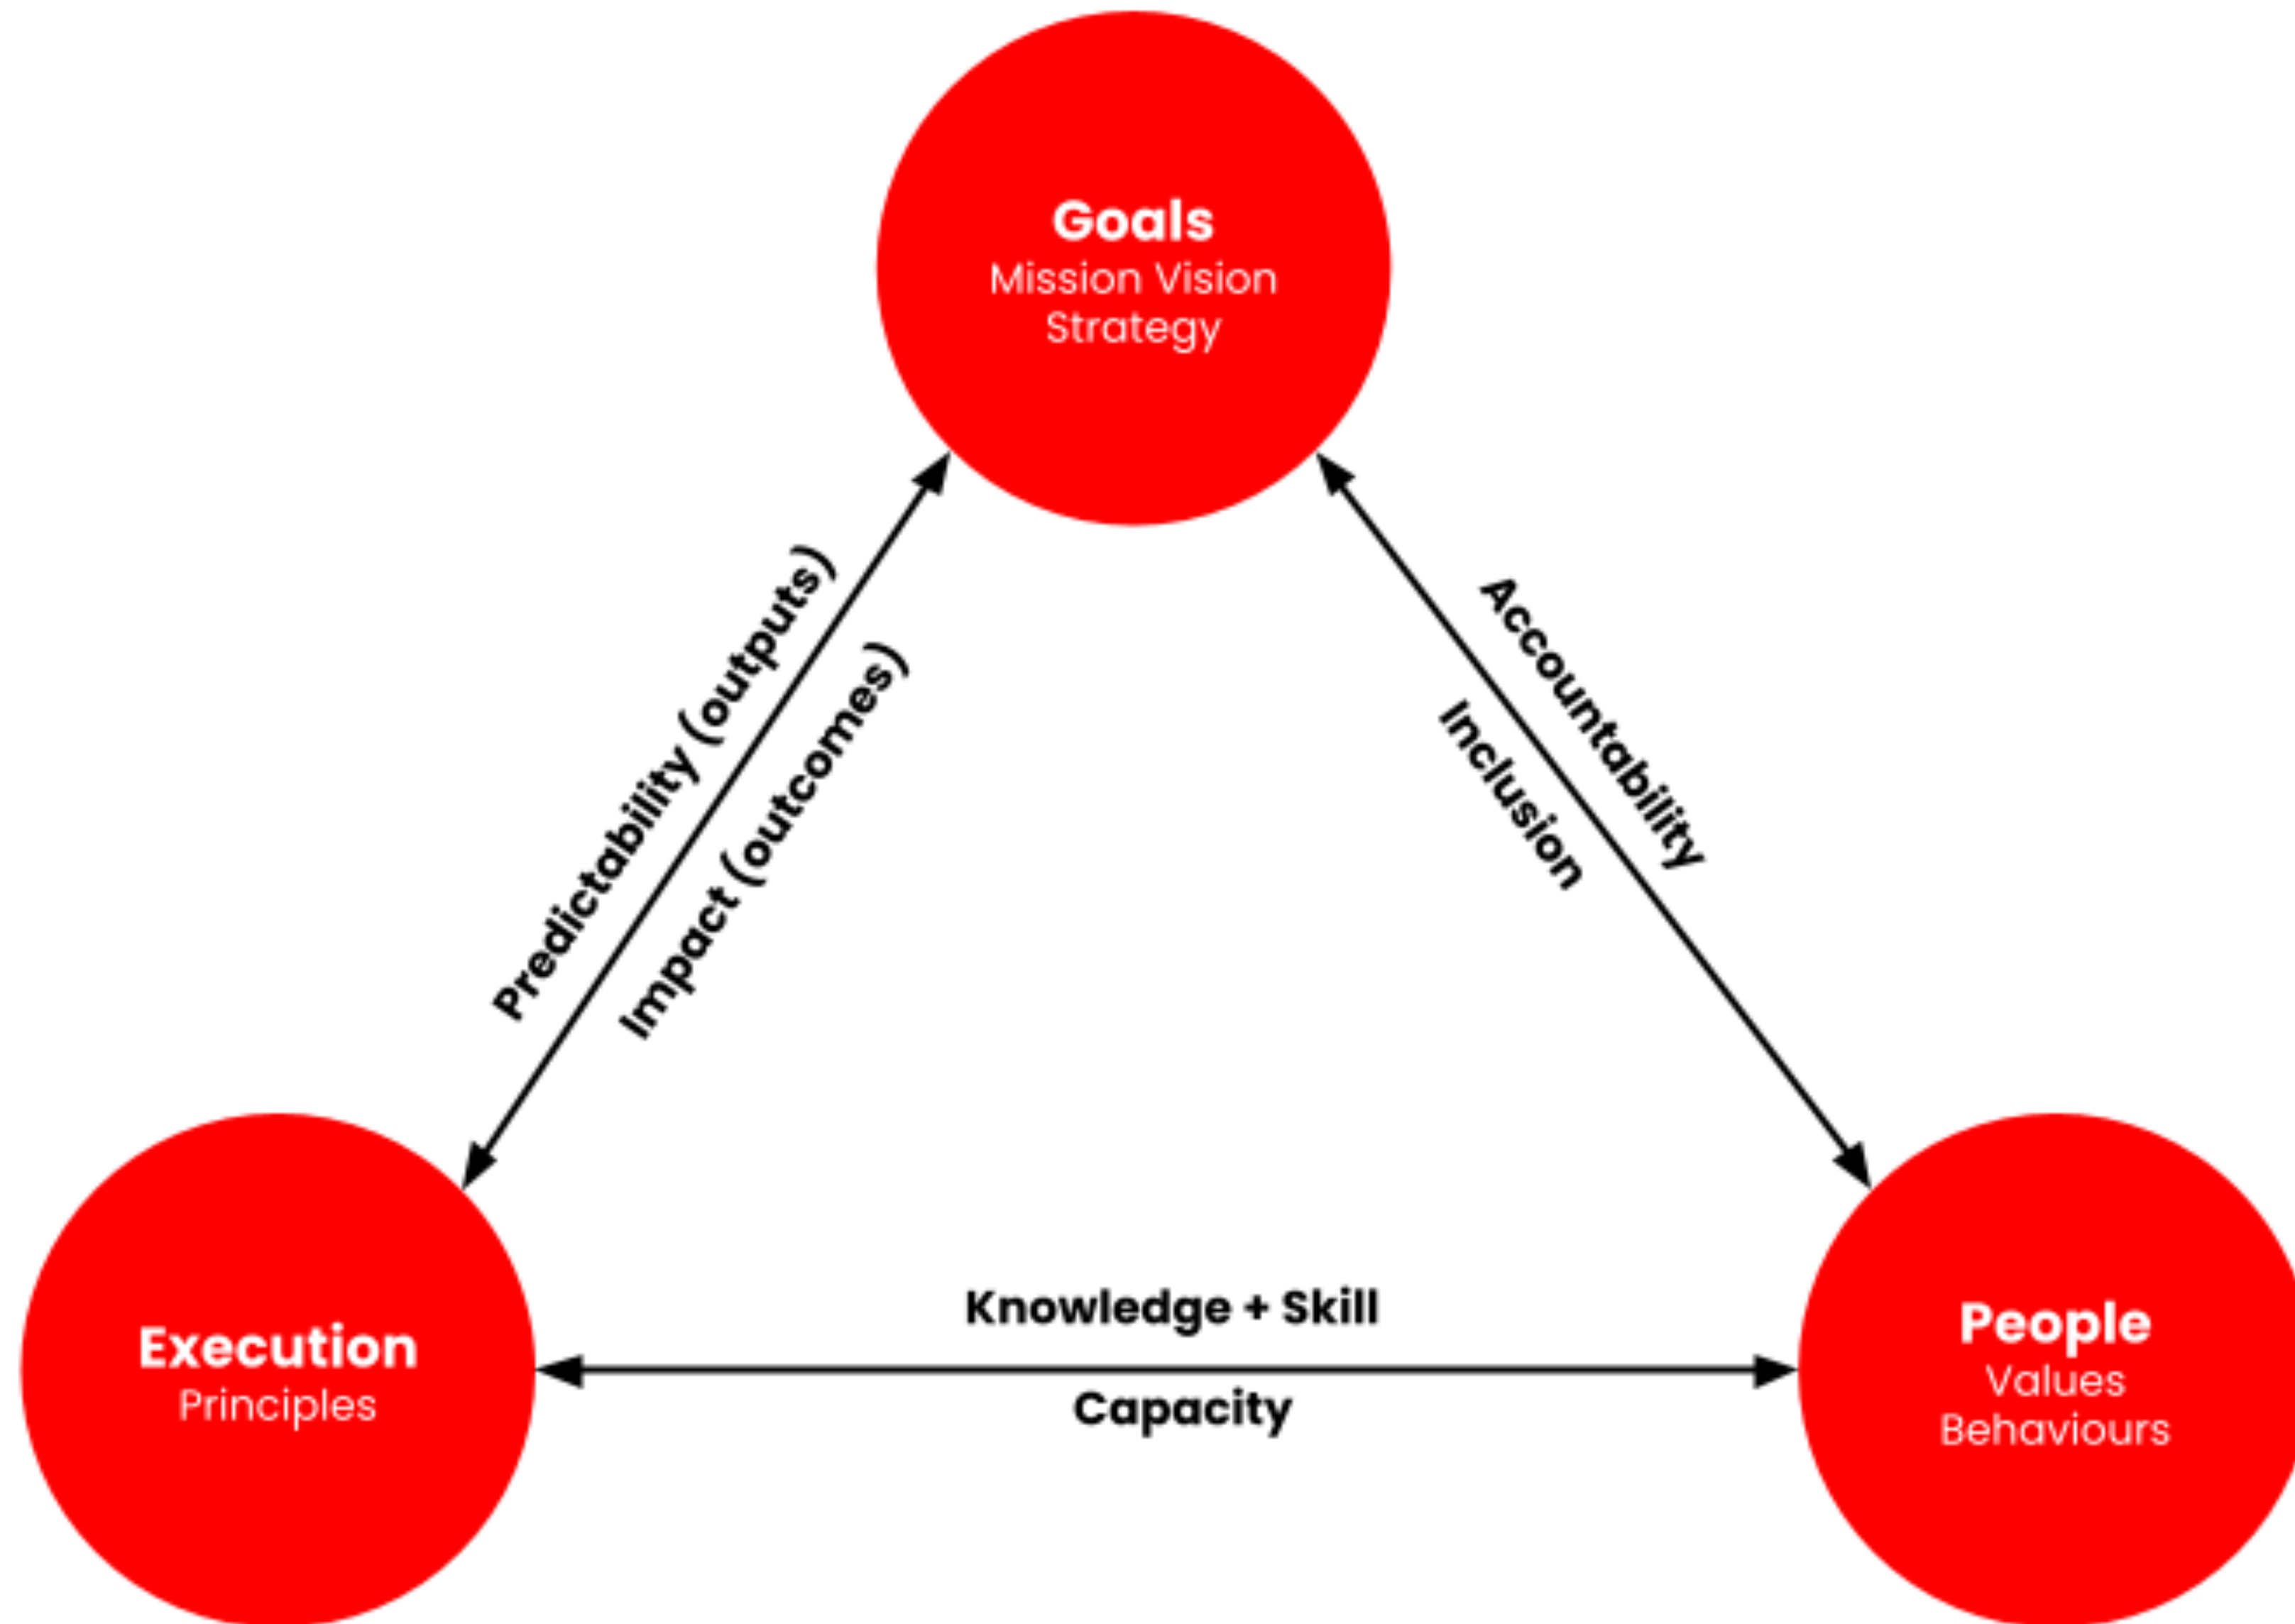 Goals
Mission Vision
Strategy
Predictability (outputs)
Impact (outcomes)
Accountability
Inclusion
Knowledge + Skill
Capacity
Execution
Principles
People
Values
Behaviours